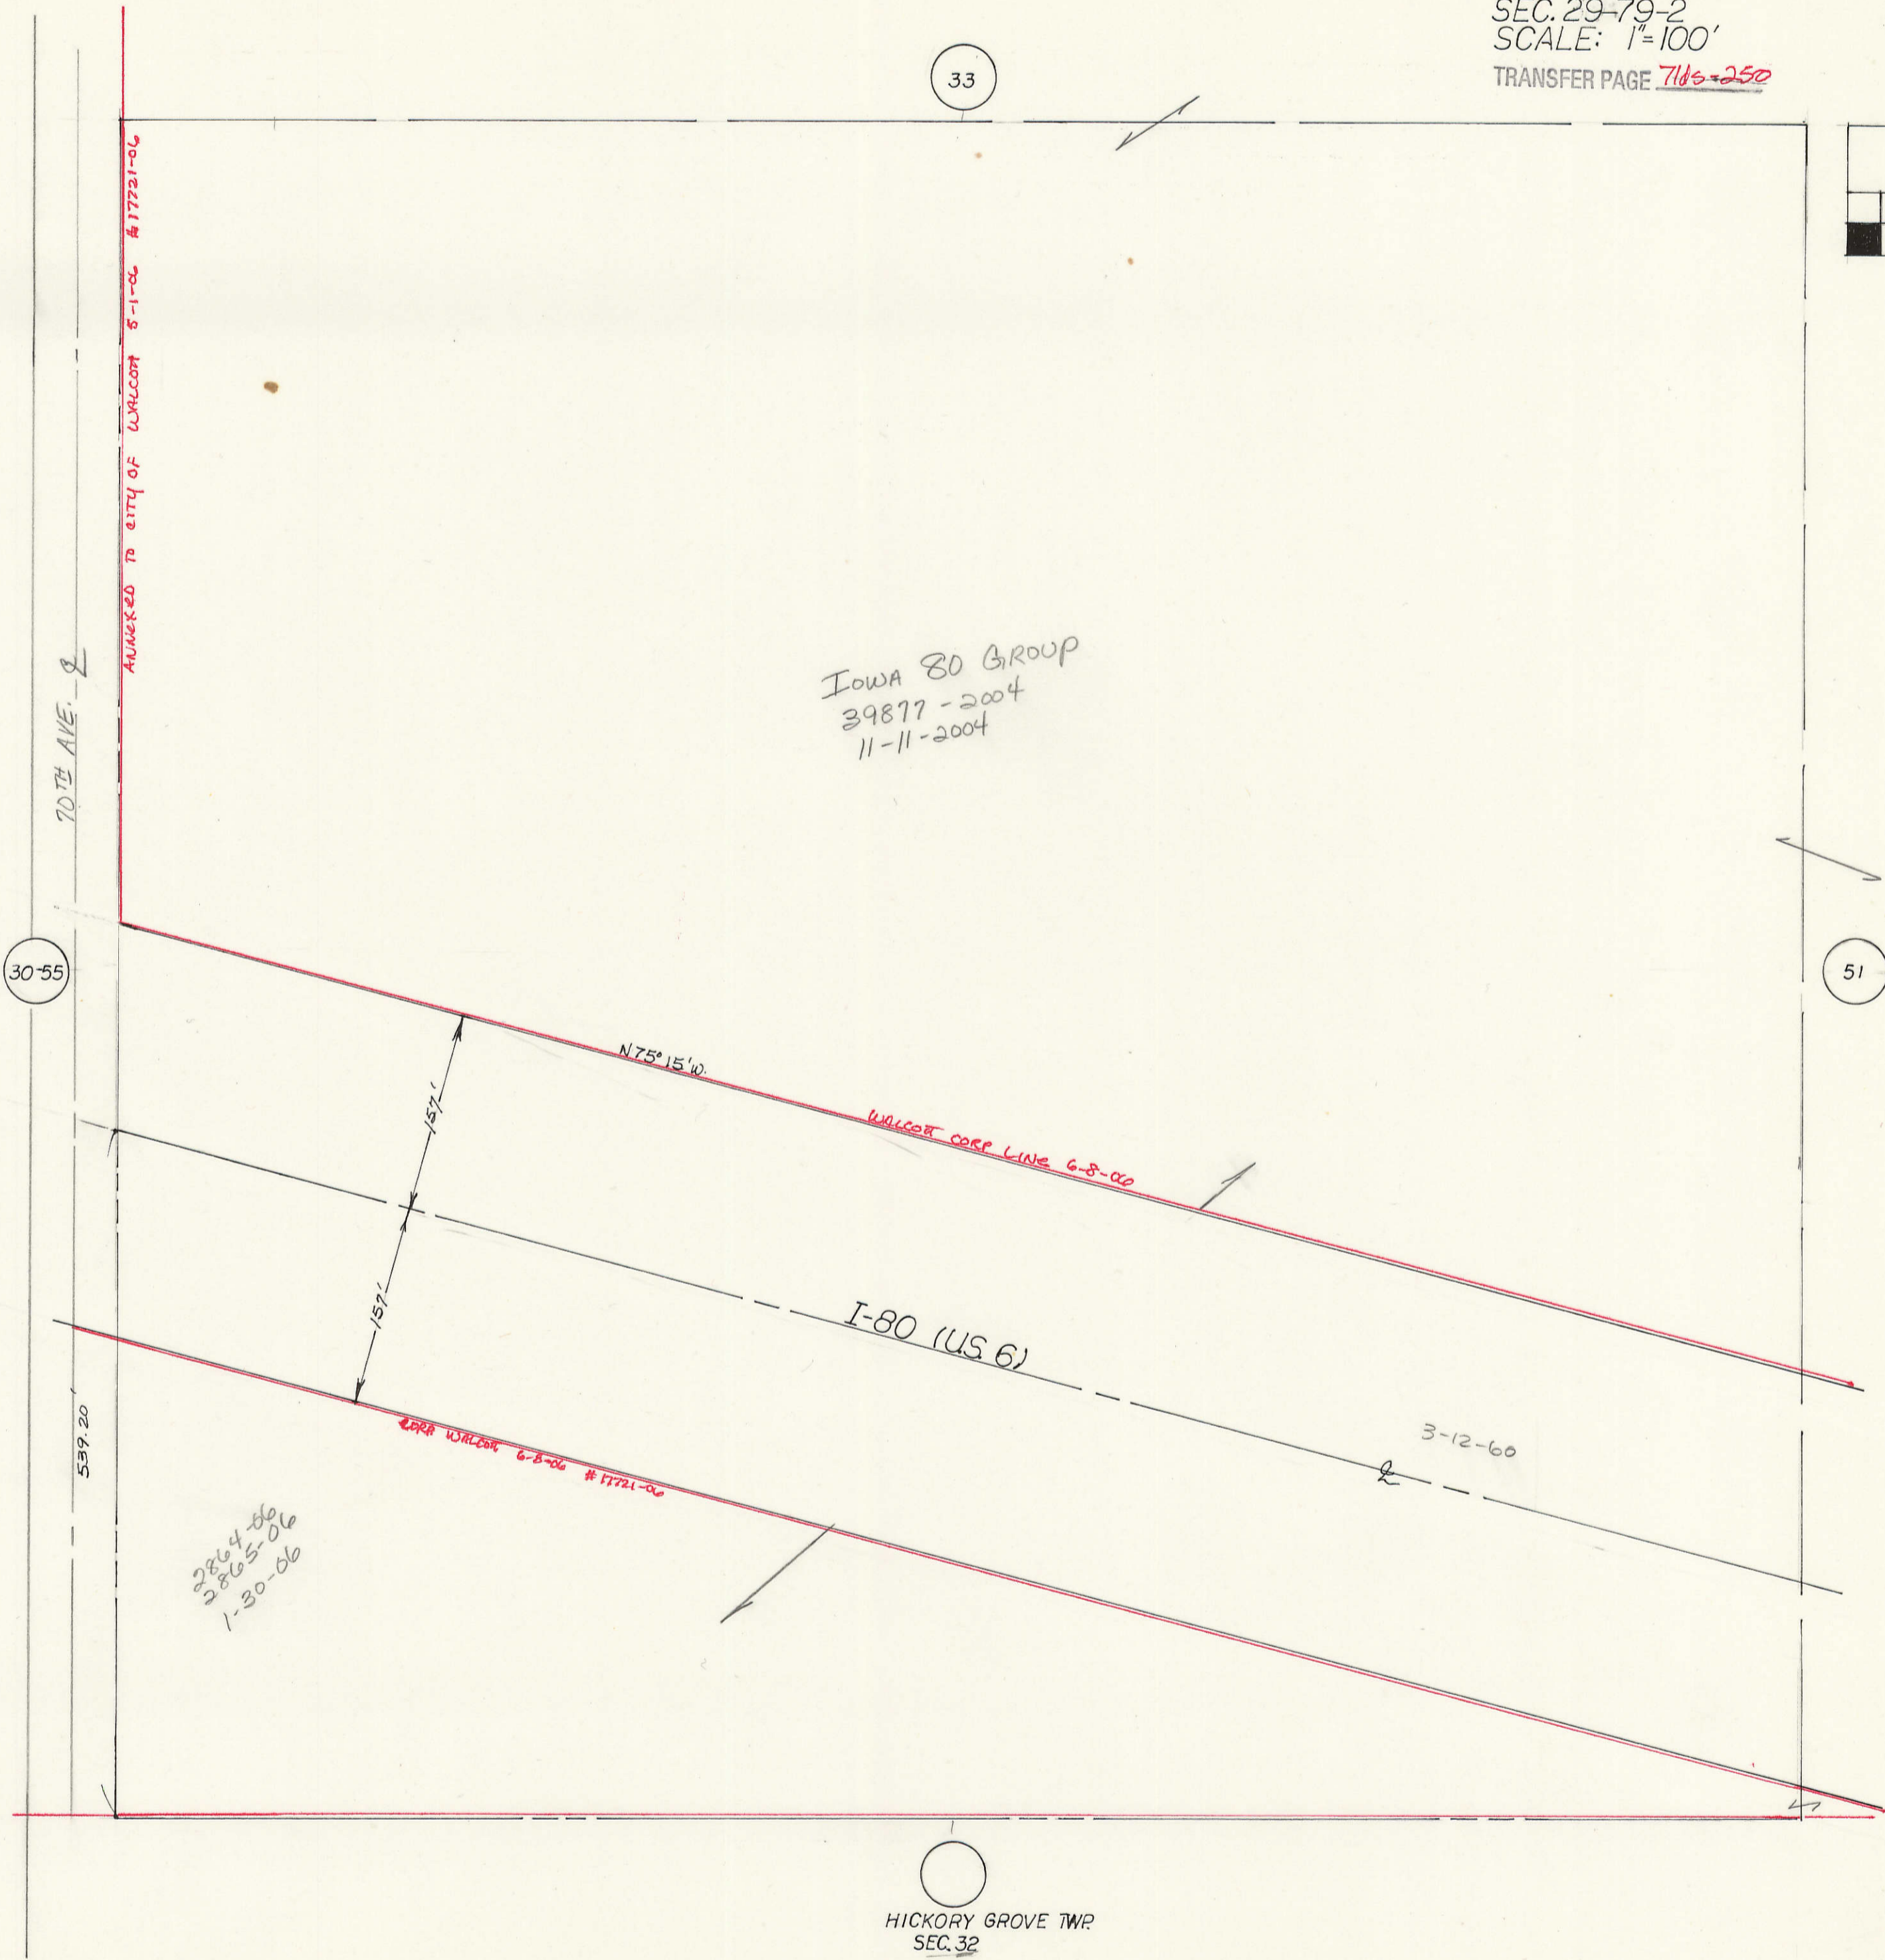 SEC. 29-79-2
SCALE: 1"=100'
TRANSFER PAGE 71ds-250
33
ANNEXED TO CITY OF WALCOTT 5-1-06 #17721-06
70TH AVE. ℄
IOWA 80 GROUP
39877-2004
11-11-2004
30-55
51
N75°15'W.
157'
WALCOTT CORP LINE 6-8-06
157'
I-80 (U.S. 6)
3-12-60
℄
539.20'
CORP WALCOTT 6-8-06 #17721-06
2864-06
2865-06
1-30-06
HICKORY GROVE TWP.
SEC. 32